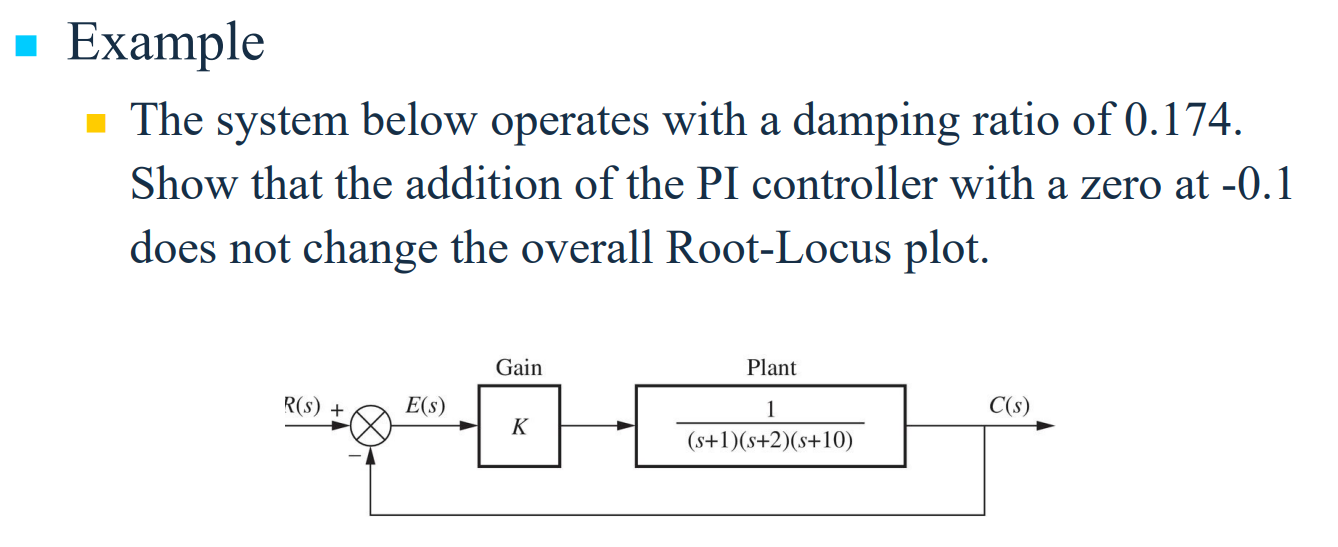 Example
The system below operates with a damping ratio of 0.174.
Show that the addition of the PI controller with a zero at -0.1
does not change the overall Root-Locus plot.
Gain
Plant
R(s) +
E(s)
K
1
(s+1)(s+2)(s+10)
C(s)
−